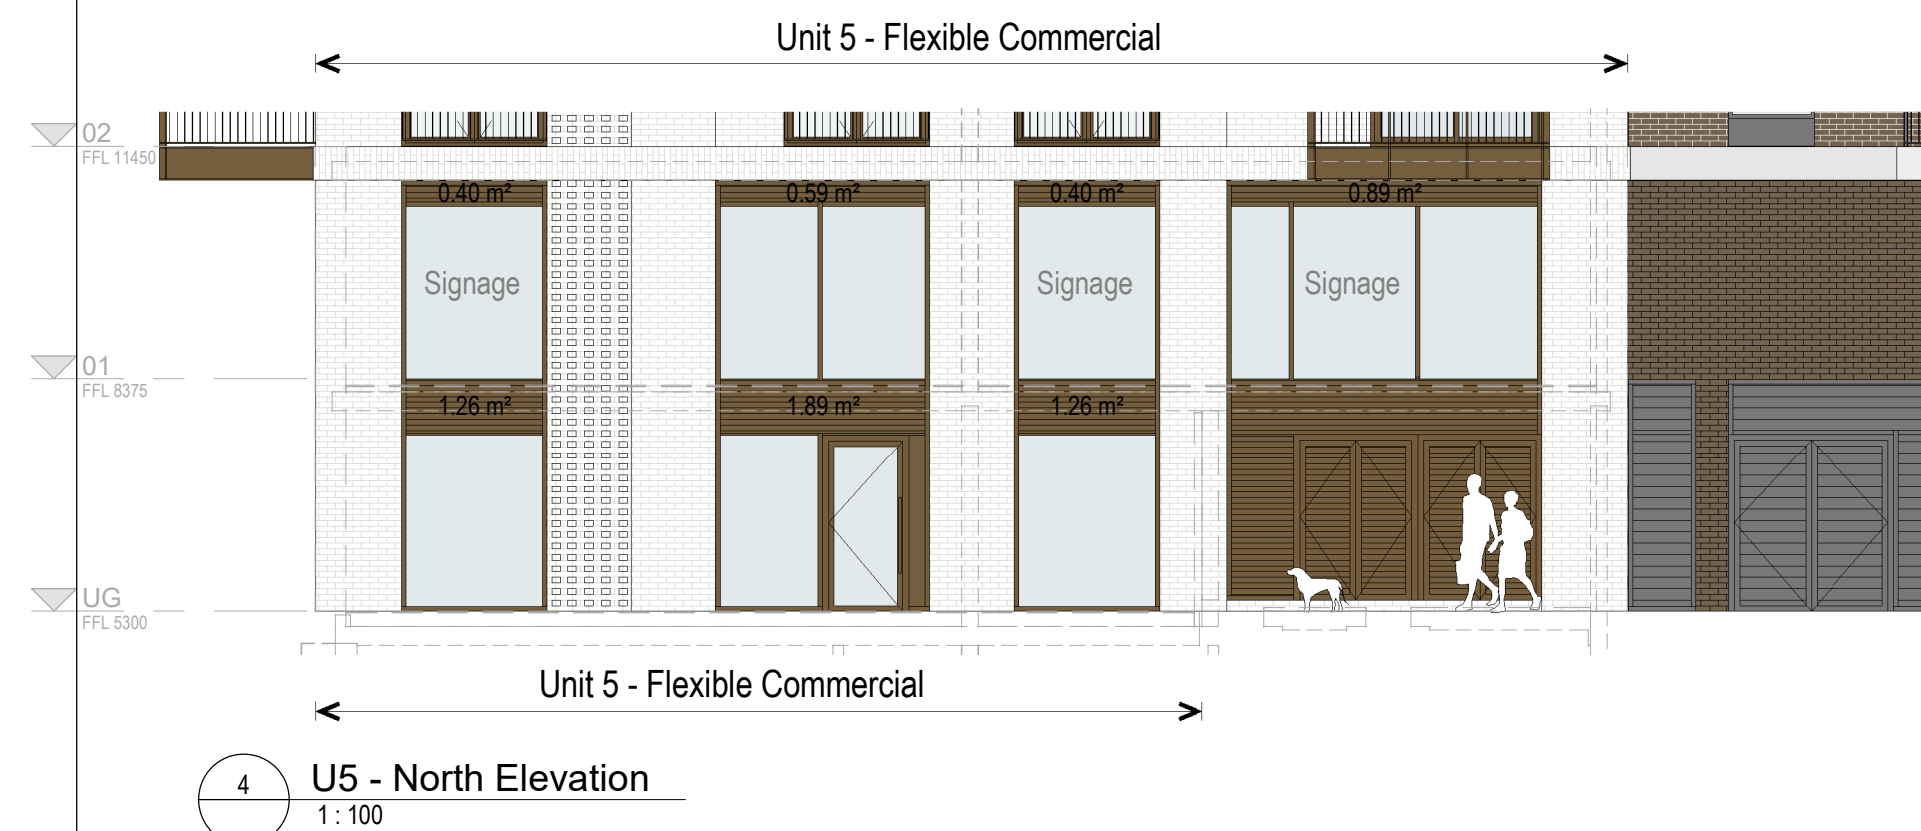 Unit 5 - Flexible Commercial
02
FFL 11450
0.40 m² 0.59 m² 0.40 m² 0.89 m²
Signage Signage Signage
01
FFL 8375
1.26 m² 1.89 m² 1.26 m²
UG
FFL 5300
Unit 5 - Flexible Commercial
4 U5 - North Elevation
1 : 100